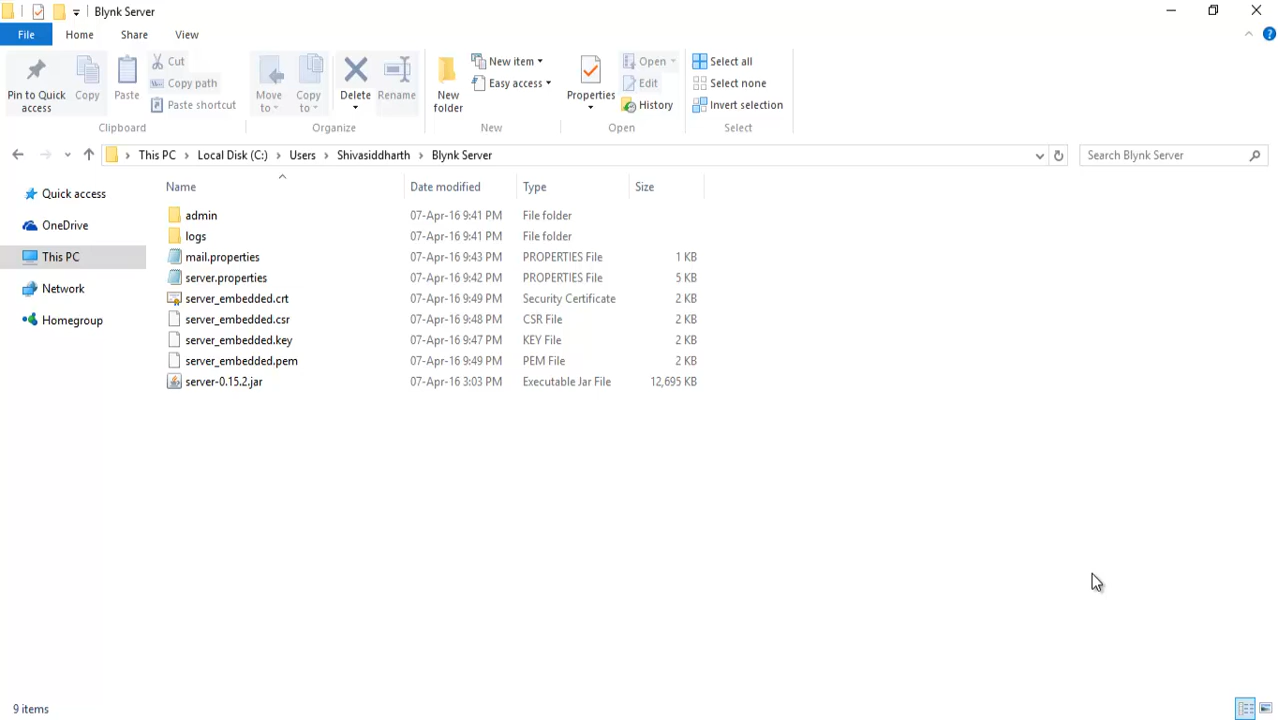 Blynk Server
File Home Share View
Pin to Quick access
Copy
Paste
Cut
Copy path
Paste shortcut
Clipboard
Move to
Copy to
Delete
Rename
Organize
New folder
New item
Easy access
New
Properties
Open
Edit
History
Open
Select all
Select none
Invert selection
Select
This PC > Local Disk (C:) > Users > Shivasiddharth > Blynk Server
Search Blynk Server
Quick access
OneDrive
This PC
Network
Homegroup
Name Date modified Type Size
admin 07-Apr-16 9:41 PM File folder
logs 07-Apr-16 9:41 PM File folder
mail.properties 07-Apr-16 9:43 PM PROPERTIES File 1 KB
server.properties 07-Apr-16 9:42 PM PROPERTIES File 5 KB
server_embedded.crt 07-Apr-16 9:49 PM Security Certificate 2 KB
server_embedded.csr 07-Apr-16 9:48 PM CSR File 2 KB
server_embedded.key 07-Apr-16 9:47 PM KEY File 2 KB
server_embedded.pem 07-Apr-16 9:49 PM PEM File 2 KB
server-0.15.2.jar 07-Apr-16 3:03 PM Executable Jar File 12,695 KB
9 items